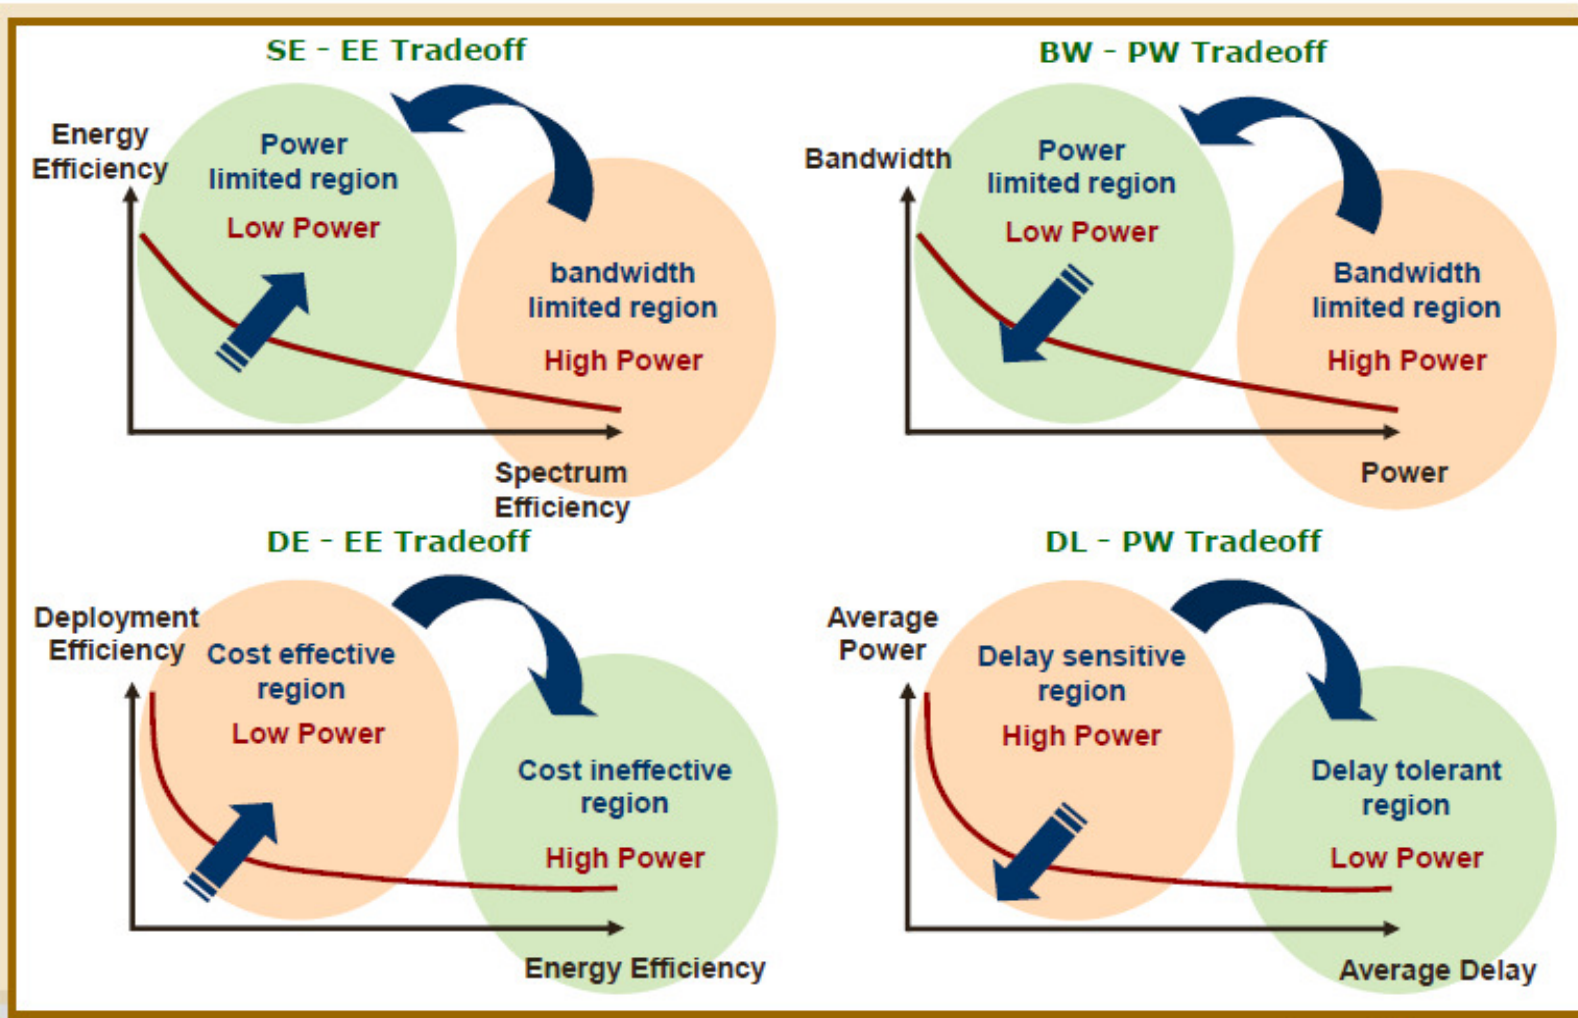 SE - EE Tradeoff
Energy
Efficiency
Power
limited region
Low Power
bandwidth
limited region
High Power
Spectrum
Efficiency
BW - PW Tradeoff
Bandwidth
Power
limited region
Low Power
Bandwidth
limited region
High Power
Power
DE - EE Tradeoff
Deployment
Efficiency
Cost effective
region
Low Power
Cost ineffective
region
High Power
Energy Efficiency
DL - PW Tradeoff
Average
Power
Delay sensitive
region
High Power
Delay tolerant
region
Low Power
Average Delay